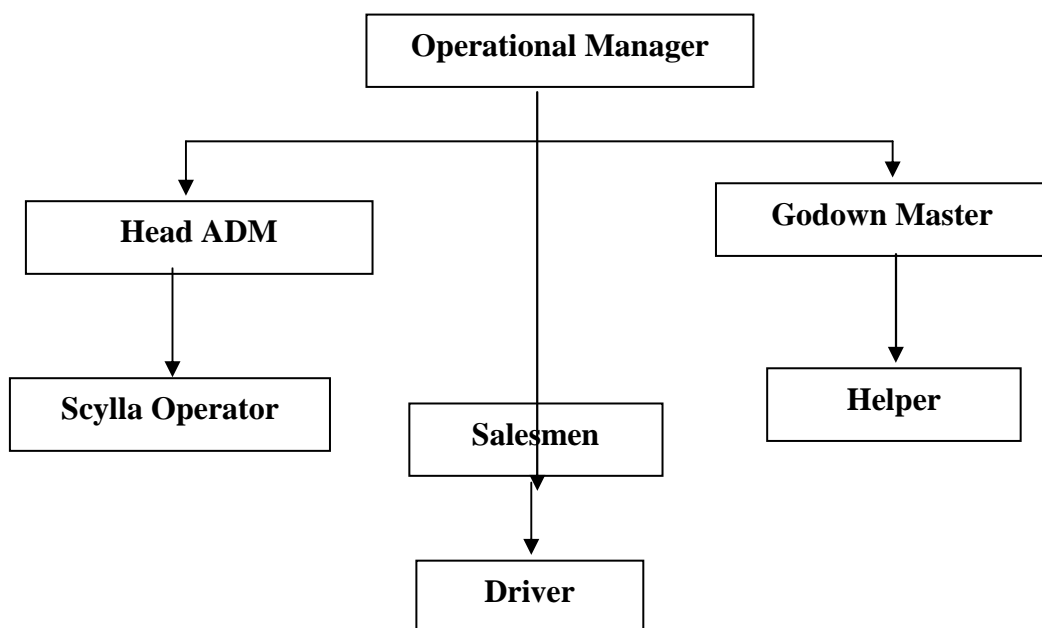 Operational Manager
Head ADM
Godown Master
Scylla Operator
Salesmen
Helper
Driver